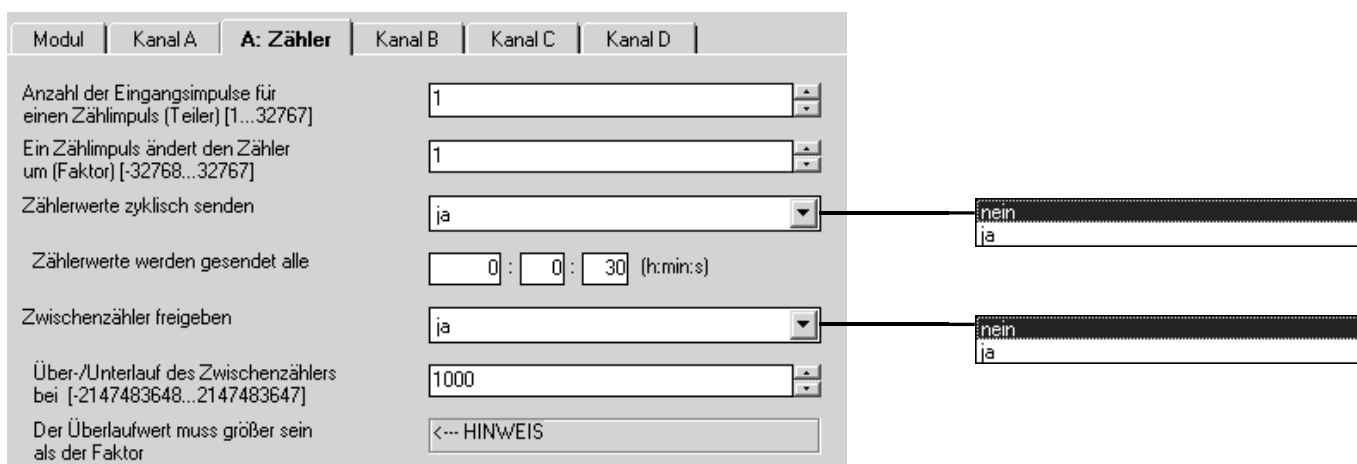 Modul Kanal A A: Zähler Kanal B Kanal C Kanal D
Anzahl der Eingangsimpulse für
einen Zählimpuls (Teiler) [1...32767]
1
Ein Zählimpuls ändert den Zähler
um (Faktor) [-32768...32767]
1
Zählerwerte zyklisch senden
ja
nein
ja
Zählerwerte werden gesendet alle
0 : 0 : 30 (h:min:s)
Zwischenzähler freigeben
ja
nein
ja
Über-/Unterlauf des Zwischenzählers
bei [-2147483648...2147483647]
1000
Der Überlaufwert muss größer sein
als der Faktor
<--- HINWEIS